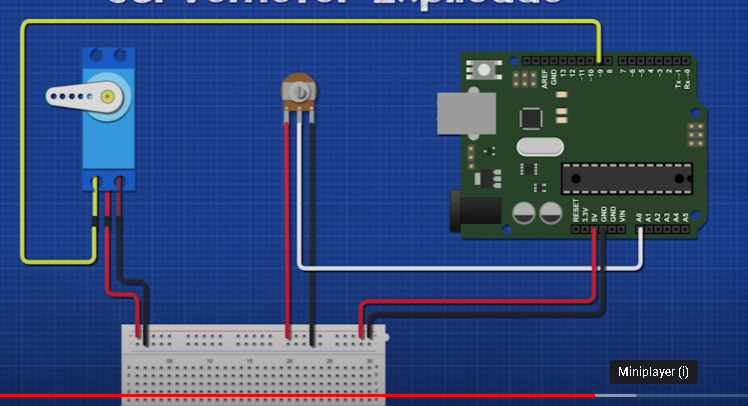 Servomotor Explicado
AREF
GND
13
12
~11
~10
~9
8
7
~6
~5
4
~3
2
Tx→1
Rx→0
RESET
3.3V
5V
GND
GND
VIN
A0
A1
A2
A3
A4
A5
05
10
15
20
25
30
a
b
c
d
a
b
c
d
Miniplayer (i)